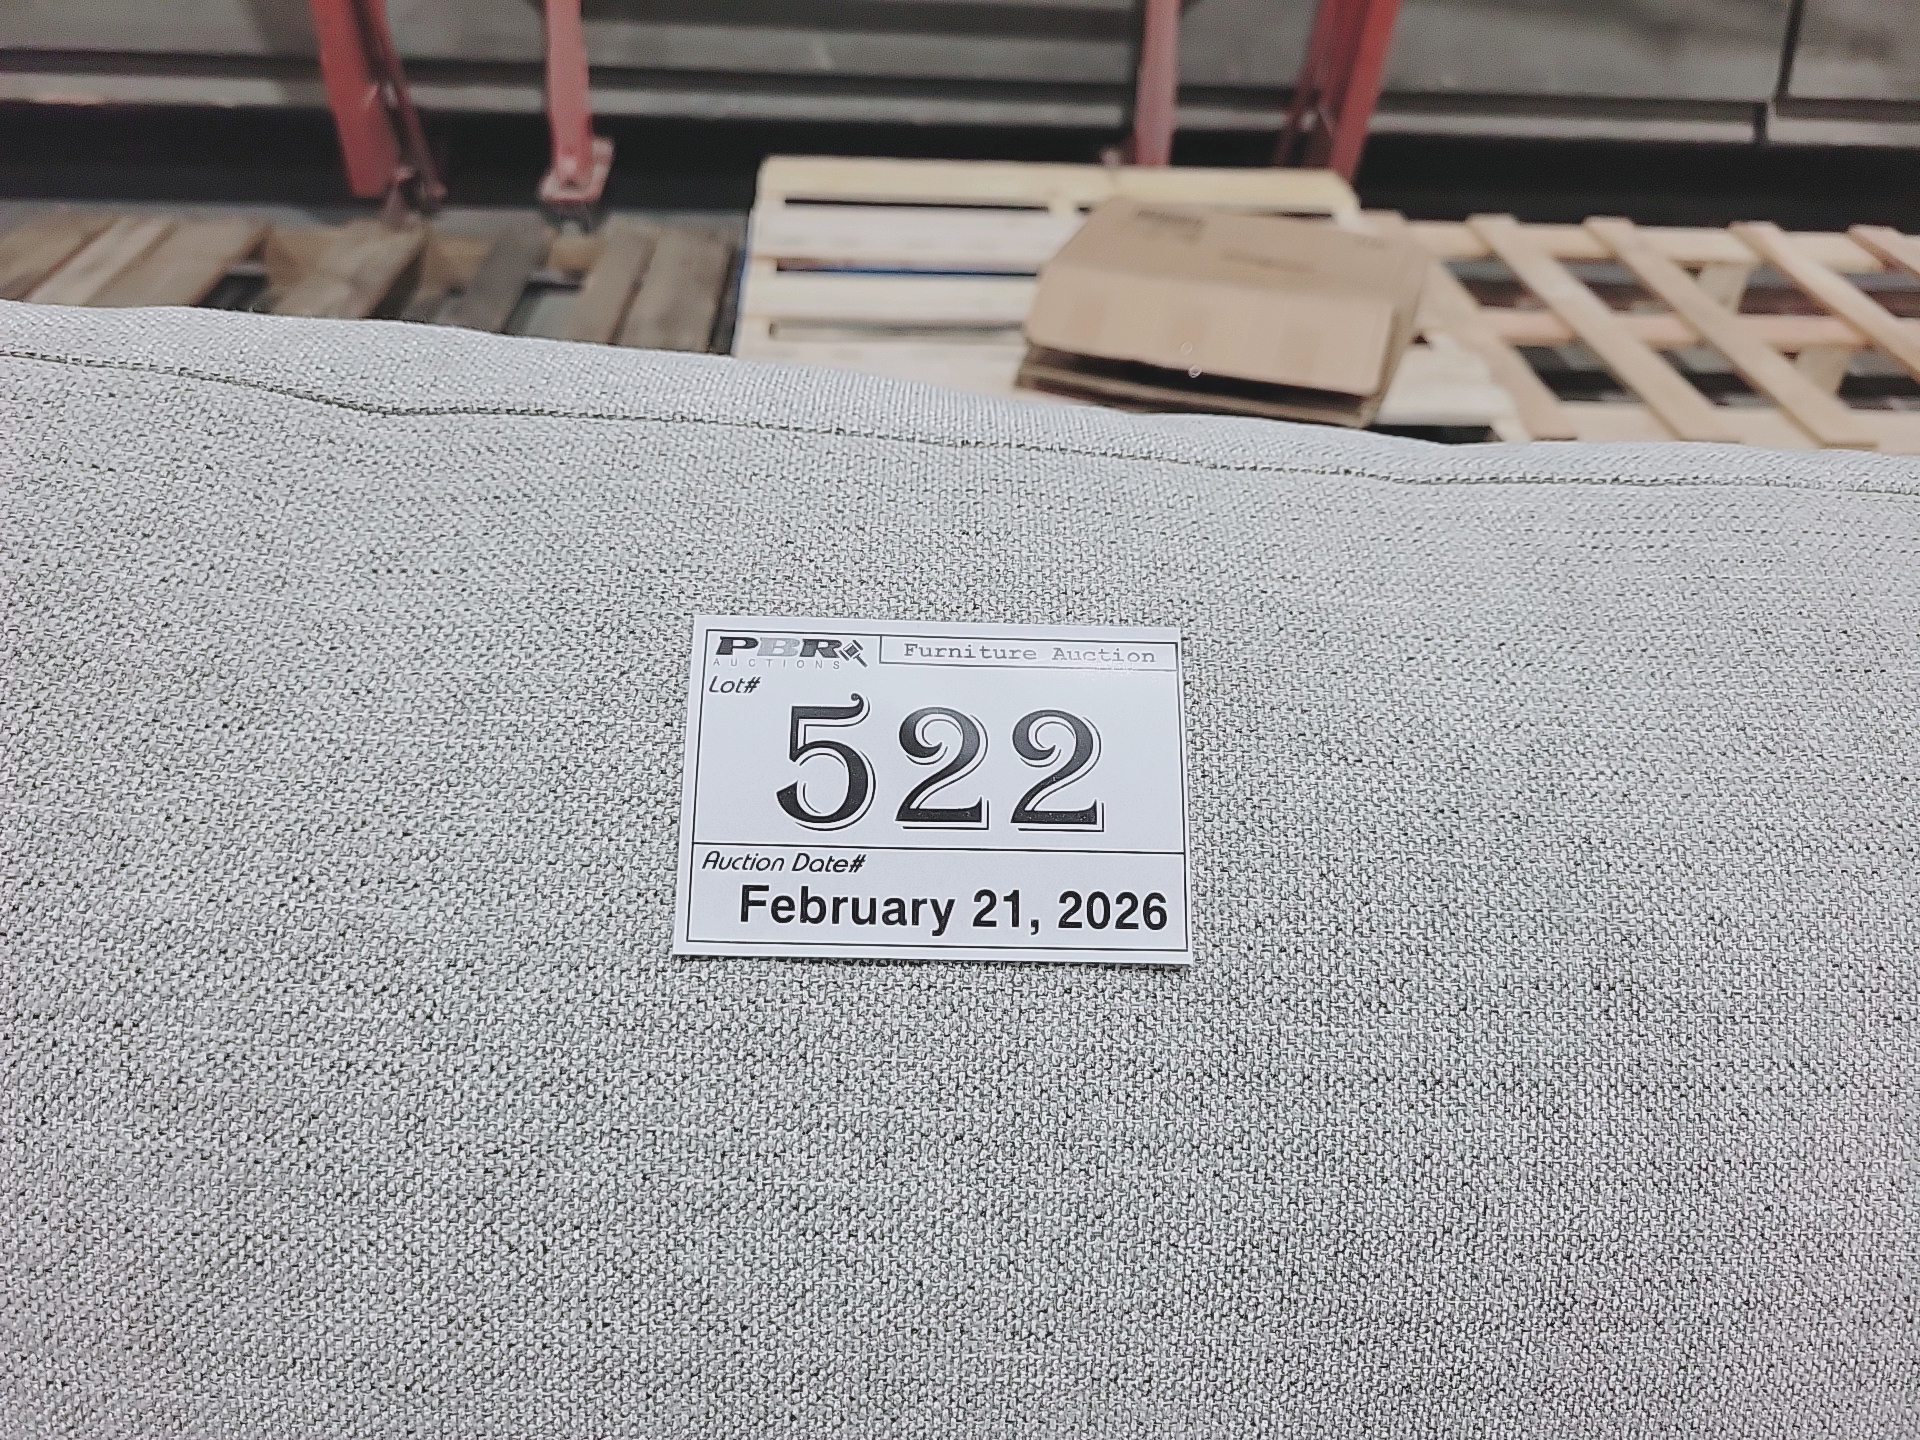 PBR
AUCTIONS
Furniture Auction
Lot#
522
Auction Date#
February 21, 2026